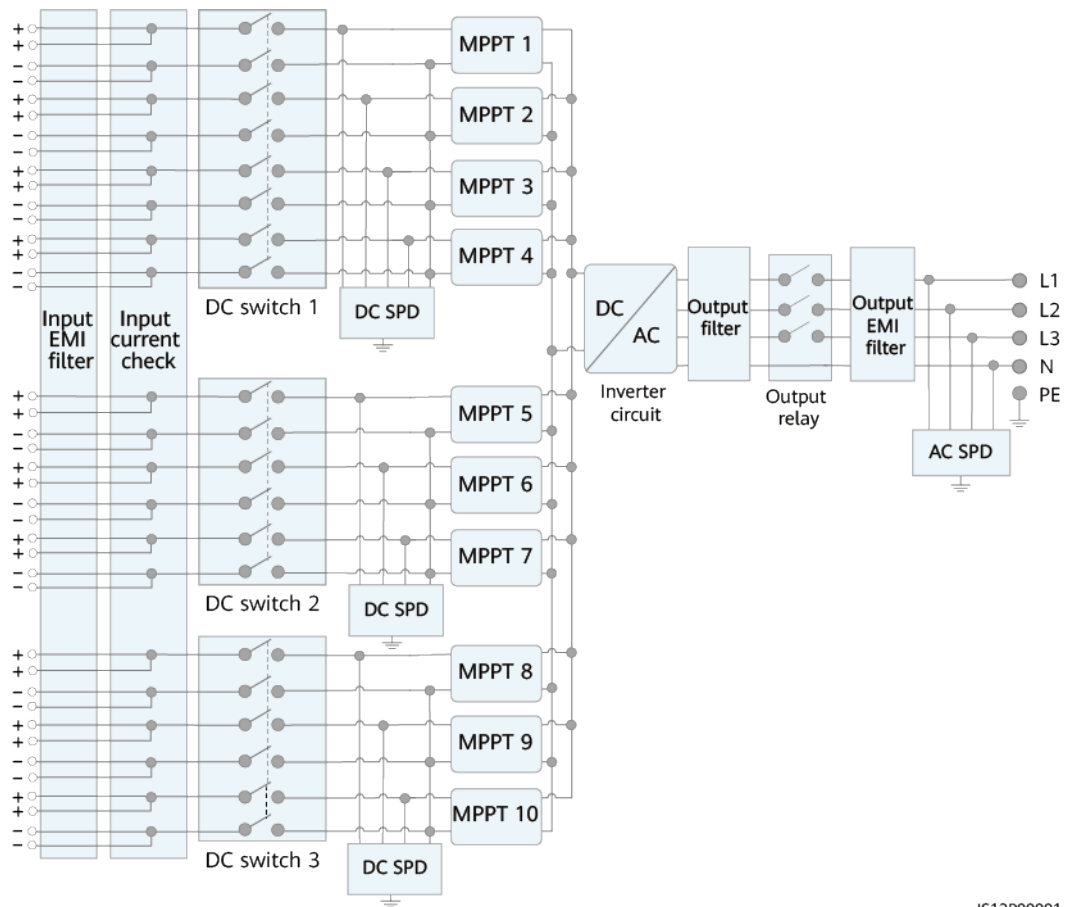 +
+
−
−
+
+
−
−
+
+
−
−
+
+
−
−
MPPT 1
MPPT 2
MPPT 3
MPPT 4
DC switch 1
DC SPD
Input
EMI
filter
Input
current
check
DC
AC
Inverter
circuit
Output
filter
Output
relay
Output
EMI
filter
L1
L2
L3
N
PE
AC SPD
+
+
−
−
+
+
−
−
+
+
−
−
MPPT 5
MPPT 6
MPPT 7
DC switch 2
DC SPD
+
+
−
−
+
+
−
−
+
+
−
−
MPPT 8
MPPT 9
MPPT 10
DC switch 3
DC SPD